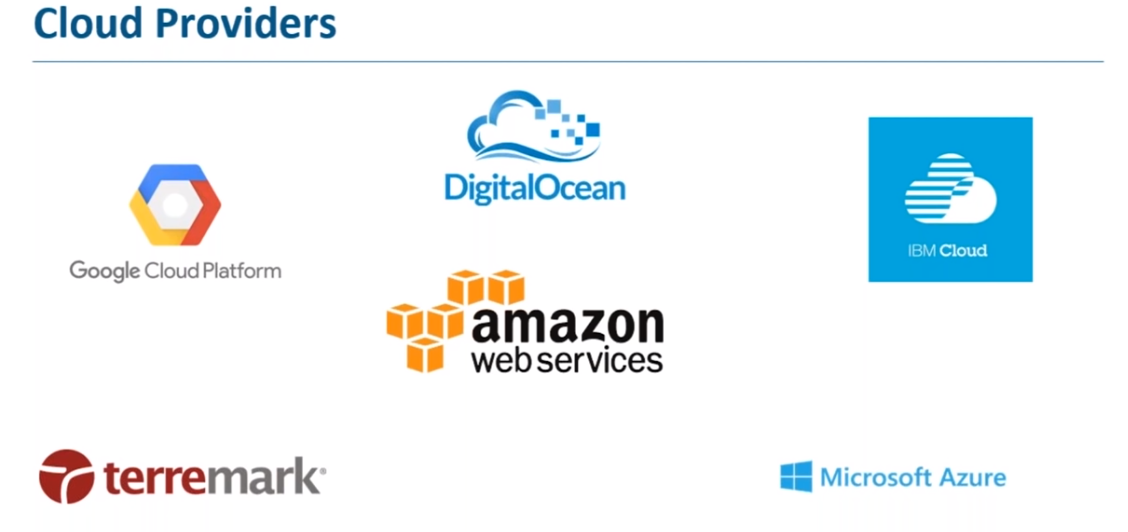 Cloud Providers
DigitalOcean
Google Cloud Platform
IBM Cloud
amazon
web services
terremark®
Microsoft Azure